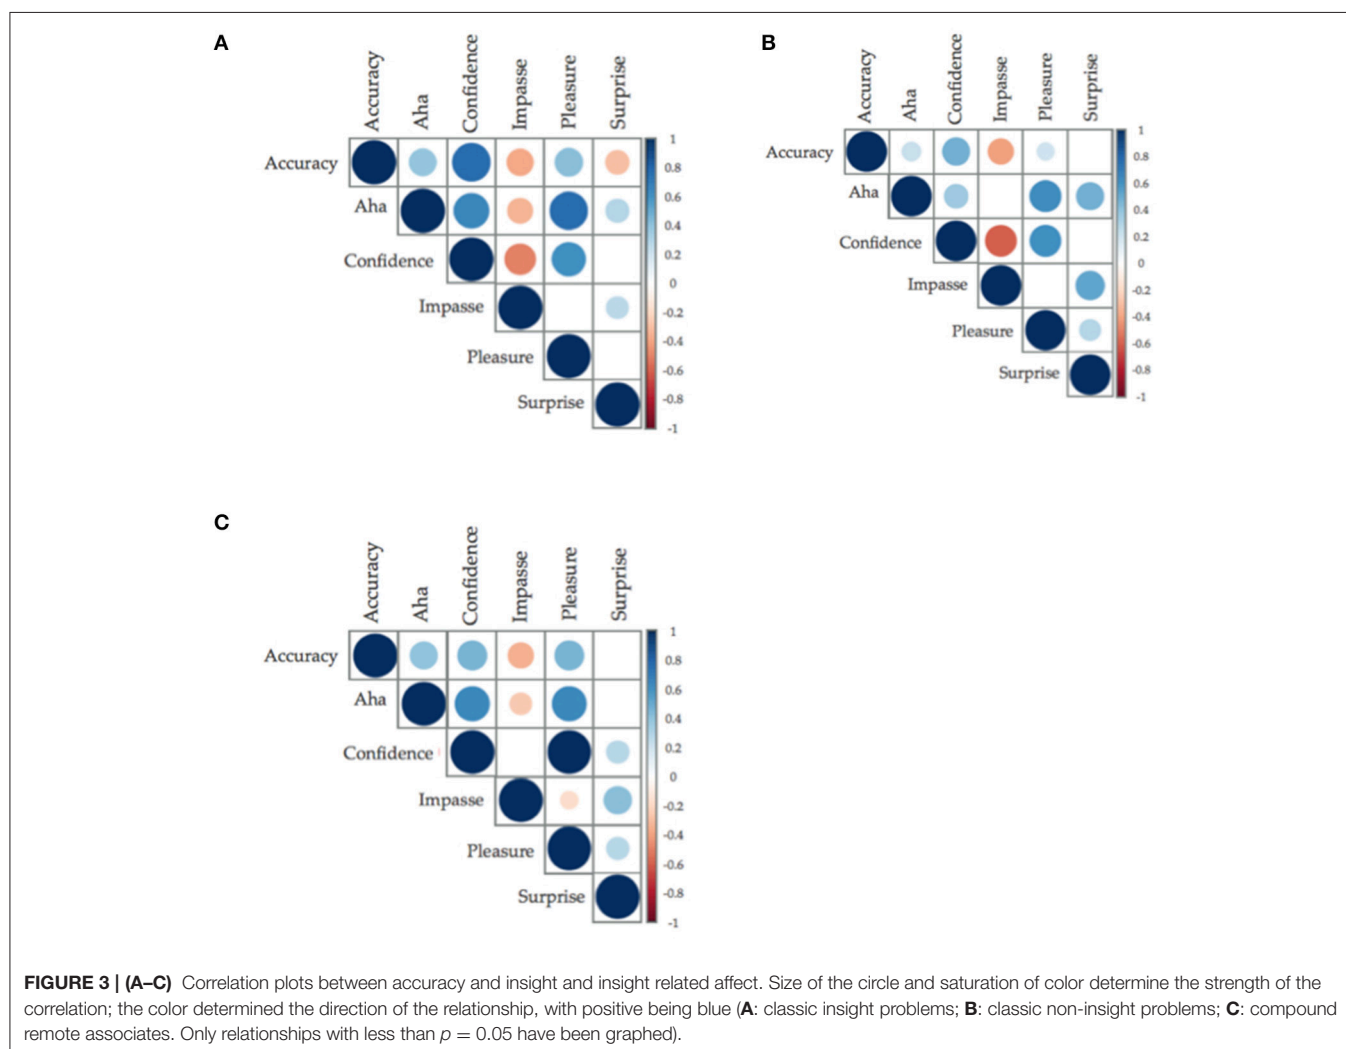 A
Accuracy
Aha
Confidence
Impasse
Pleasure
Surprise
Accuracy
Aha
Confidence
Impasse
Pleasure
Surprise
1
0.8
0.6
0.4
0.2
0
-0.2
-0.4
-0.6
-0.8
-1
B
Accuracy
Aha
Confidence
Impasse
Pleasure
Surprise
Accuracy
Aha
Confidence
Impasse
Pleasure
Surprise
1
0.8
0.6
0.4
0.2
0
-0.2
-0.4
-0.6
-0.8
-1
C
Accuracy
Aha
Confidence
Impasse
Pleasure
Surprise
Accuracy
Aha
Confidence
Impasse
Pleasure
Surprise
1
0.8
0.6
0.4
0.2
0
-0.2
-0.4
-0.6
-0.8
-1
FIGURE 3 | (A–C) Correlation plots between accuracy and insight and insight related affect. Size of the circle and saturation of color determine the strength of the
correlation; the color determined the direction of the relationship, with positive being blue (A: classic insight problems; B: classic non-insight problems; C: compound
remote associates. Only relationships with less than p = 0.05 have been graphed).